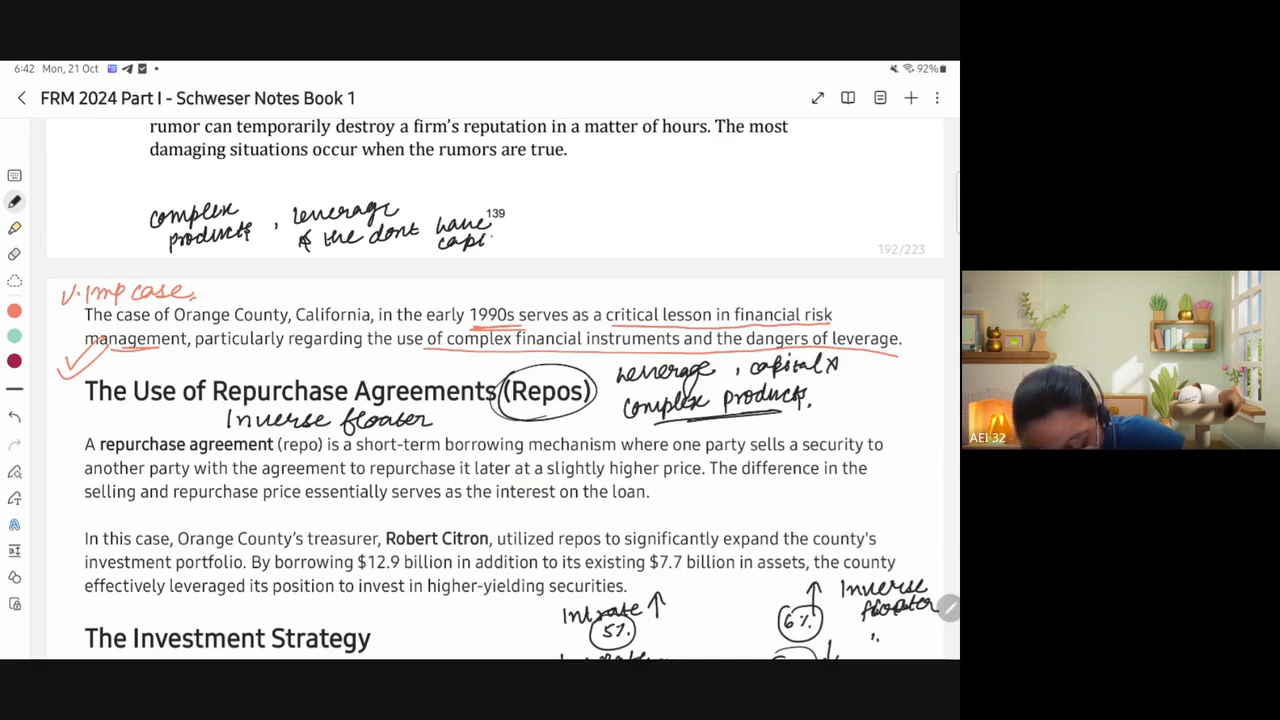 6:42 Mon, 21 Oct
92%
FRM 2024 Part I - Schweser Notes Book 1
rumor can temporarily destroy a firm's reputation in a matter of hours. The most
damaging situations occur when the rumors are true.
complex products, leverage & the dont have capi
139
192/223
V. Imp case.
The case of Orange County, California, in the early 1990s serves as a critical lesson in financial risk
management, particularly regarding the use of complex financial instruments and the dangers of leverage.
The Use of Repurchase Agreements (Repos)
leverage, capital x
complex products.
Inverse floater
A repurchase agreement (repo) is a short-term borrowing mechanism where one party sells a security to
another party with the agreement to repurchase it later at a slightly higher price. The difference in the
selling and repurchase price essentially serves as the interest on the loan.
In this case, Orange County's treasurer, Robert Citron, utilized repos to significantly expand the county's
investment portfolio. By borrowing $12.9 billion in addition to its existing $7.7 billion in assets, the county
effectively leveraged its position to invest in higher-yielding securities.
Int rate ↑
5%
↑
6%
Inverse
floater
The Investment Strategy
AEI 32